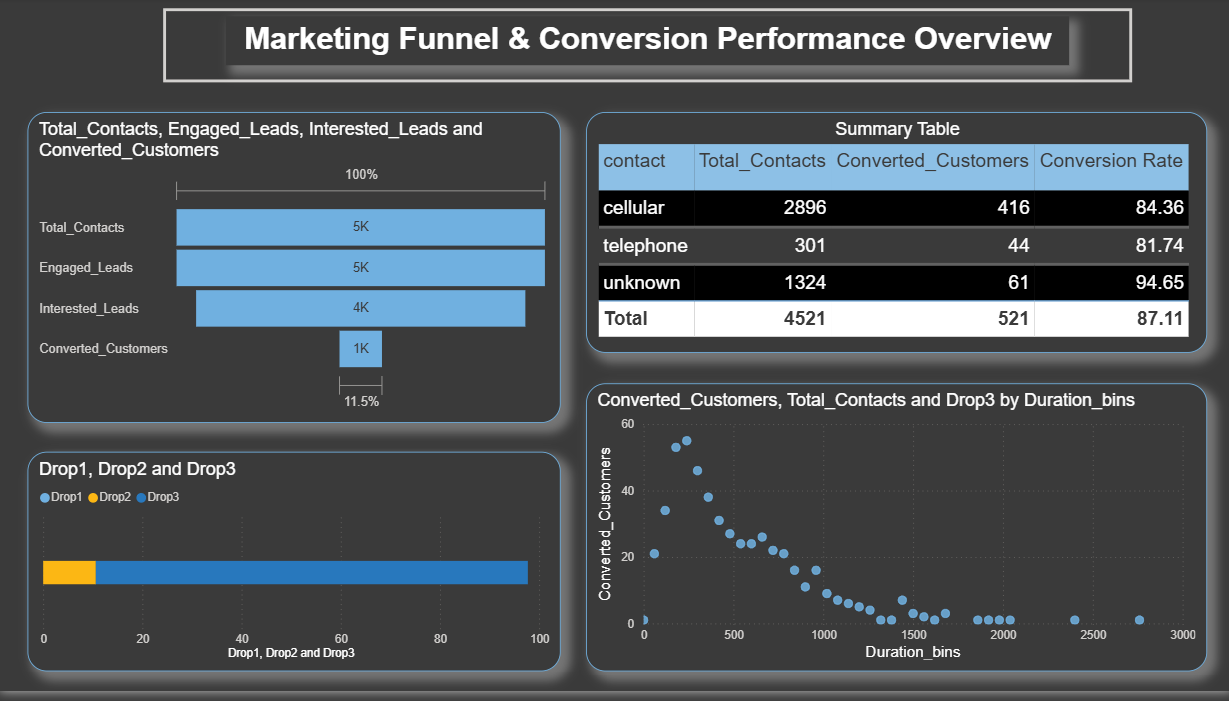 Marketing Funnel & Conversion Performance Overview
Total_Contacts, Engaged_Leads, Interested_Leads and
Converted_Customers
100%
Total_Contacts 5K
Engaged_Leads 5K
Interested_Leads 4K
Converted_Customers 1K
11.5%
Summary Table
contact Total_Contacts Converted_Customers Conversion Rate
cellular 2896 416 84.36
telephone 301 44 81.74
unknown 1324 61 94.65
Total 4521 521 87.11
Drop1, Drop2 and Drop3
Drop1 Drop2 Drop3
0 20 40 60 80 100
Drop1, Drop2 and Drop3
Converted_Customers, Total_Contacts and Drop3 by Duration_bins
Converted_Customers
60
40
20
0
0 500 1000 1500 2000 2500 3000
Duration_bins